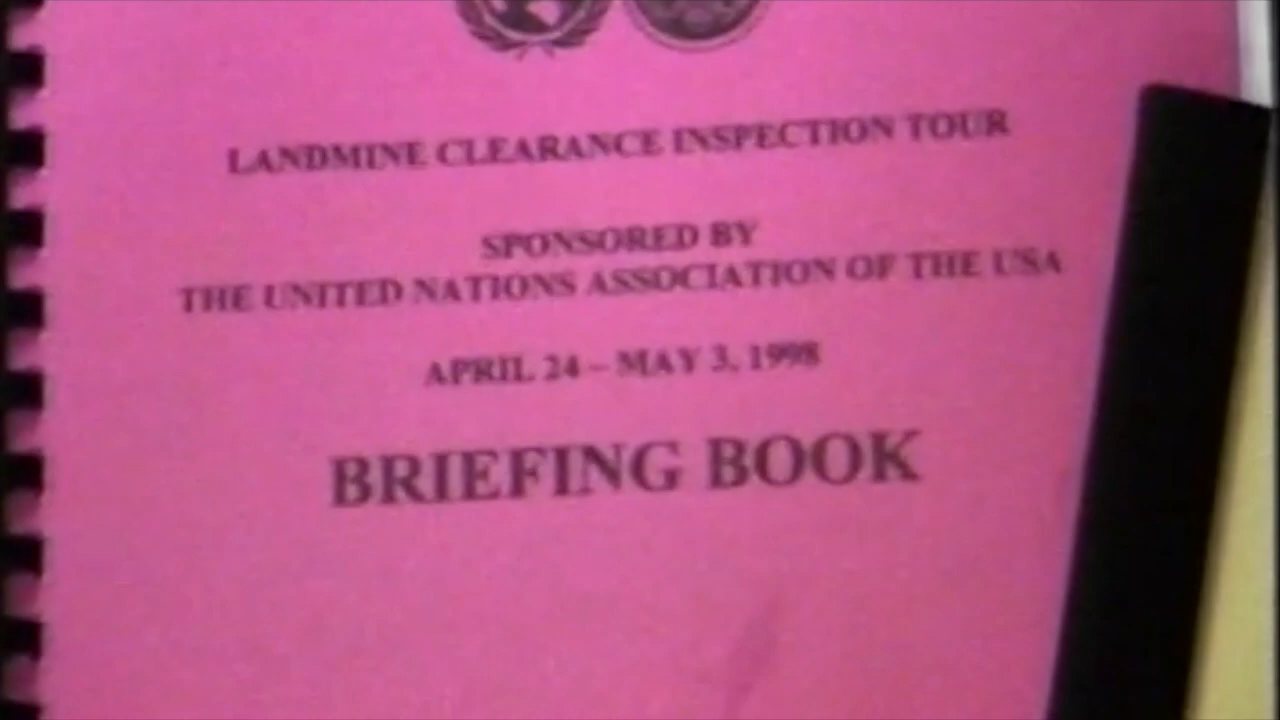 LANDMINE CLEARANCE INSPECTION TOUR
SPONSORED BY
THE UNITED NATIONS ASSOCIATION OF THE USA
APRIL 24 – MAY 3, 1998
BRIEFING BOOK